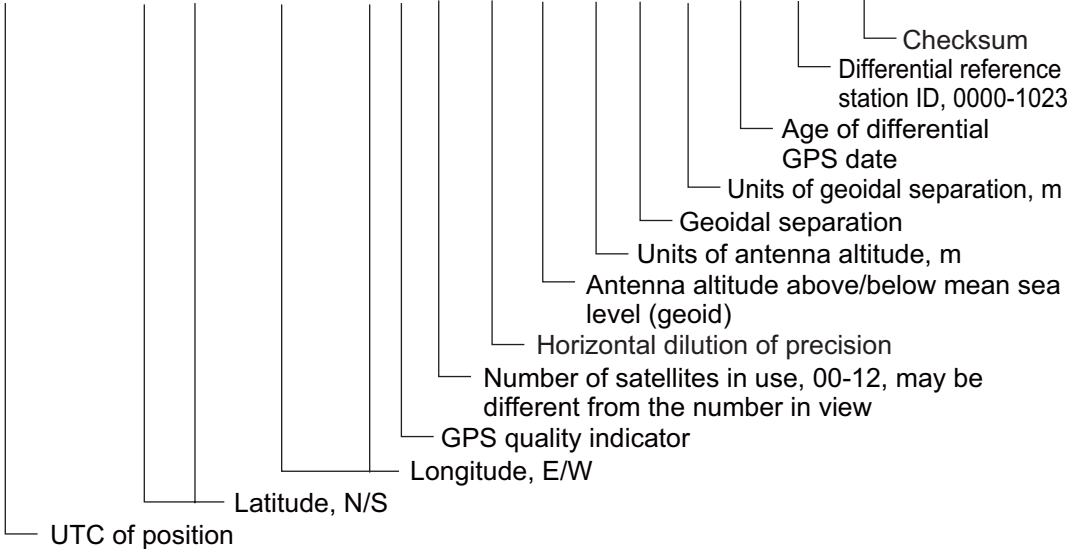 Checksum
Differential reference
station ID, 0000-1023
Age of differential
GPS date
Units of geoidal separation, m
Geoidal separation
Units of antenna altitude, m
Antenna altitude above/below mean sea
level (geoid)
Horizontal dilution of precision
Number of satellites in use, 00-12, may be
different from the number in view
GPS quality indicator
Longitude, E/W
Latitude, N/S
UTC of position